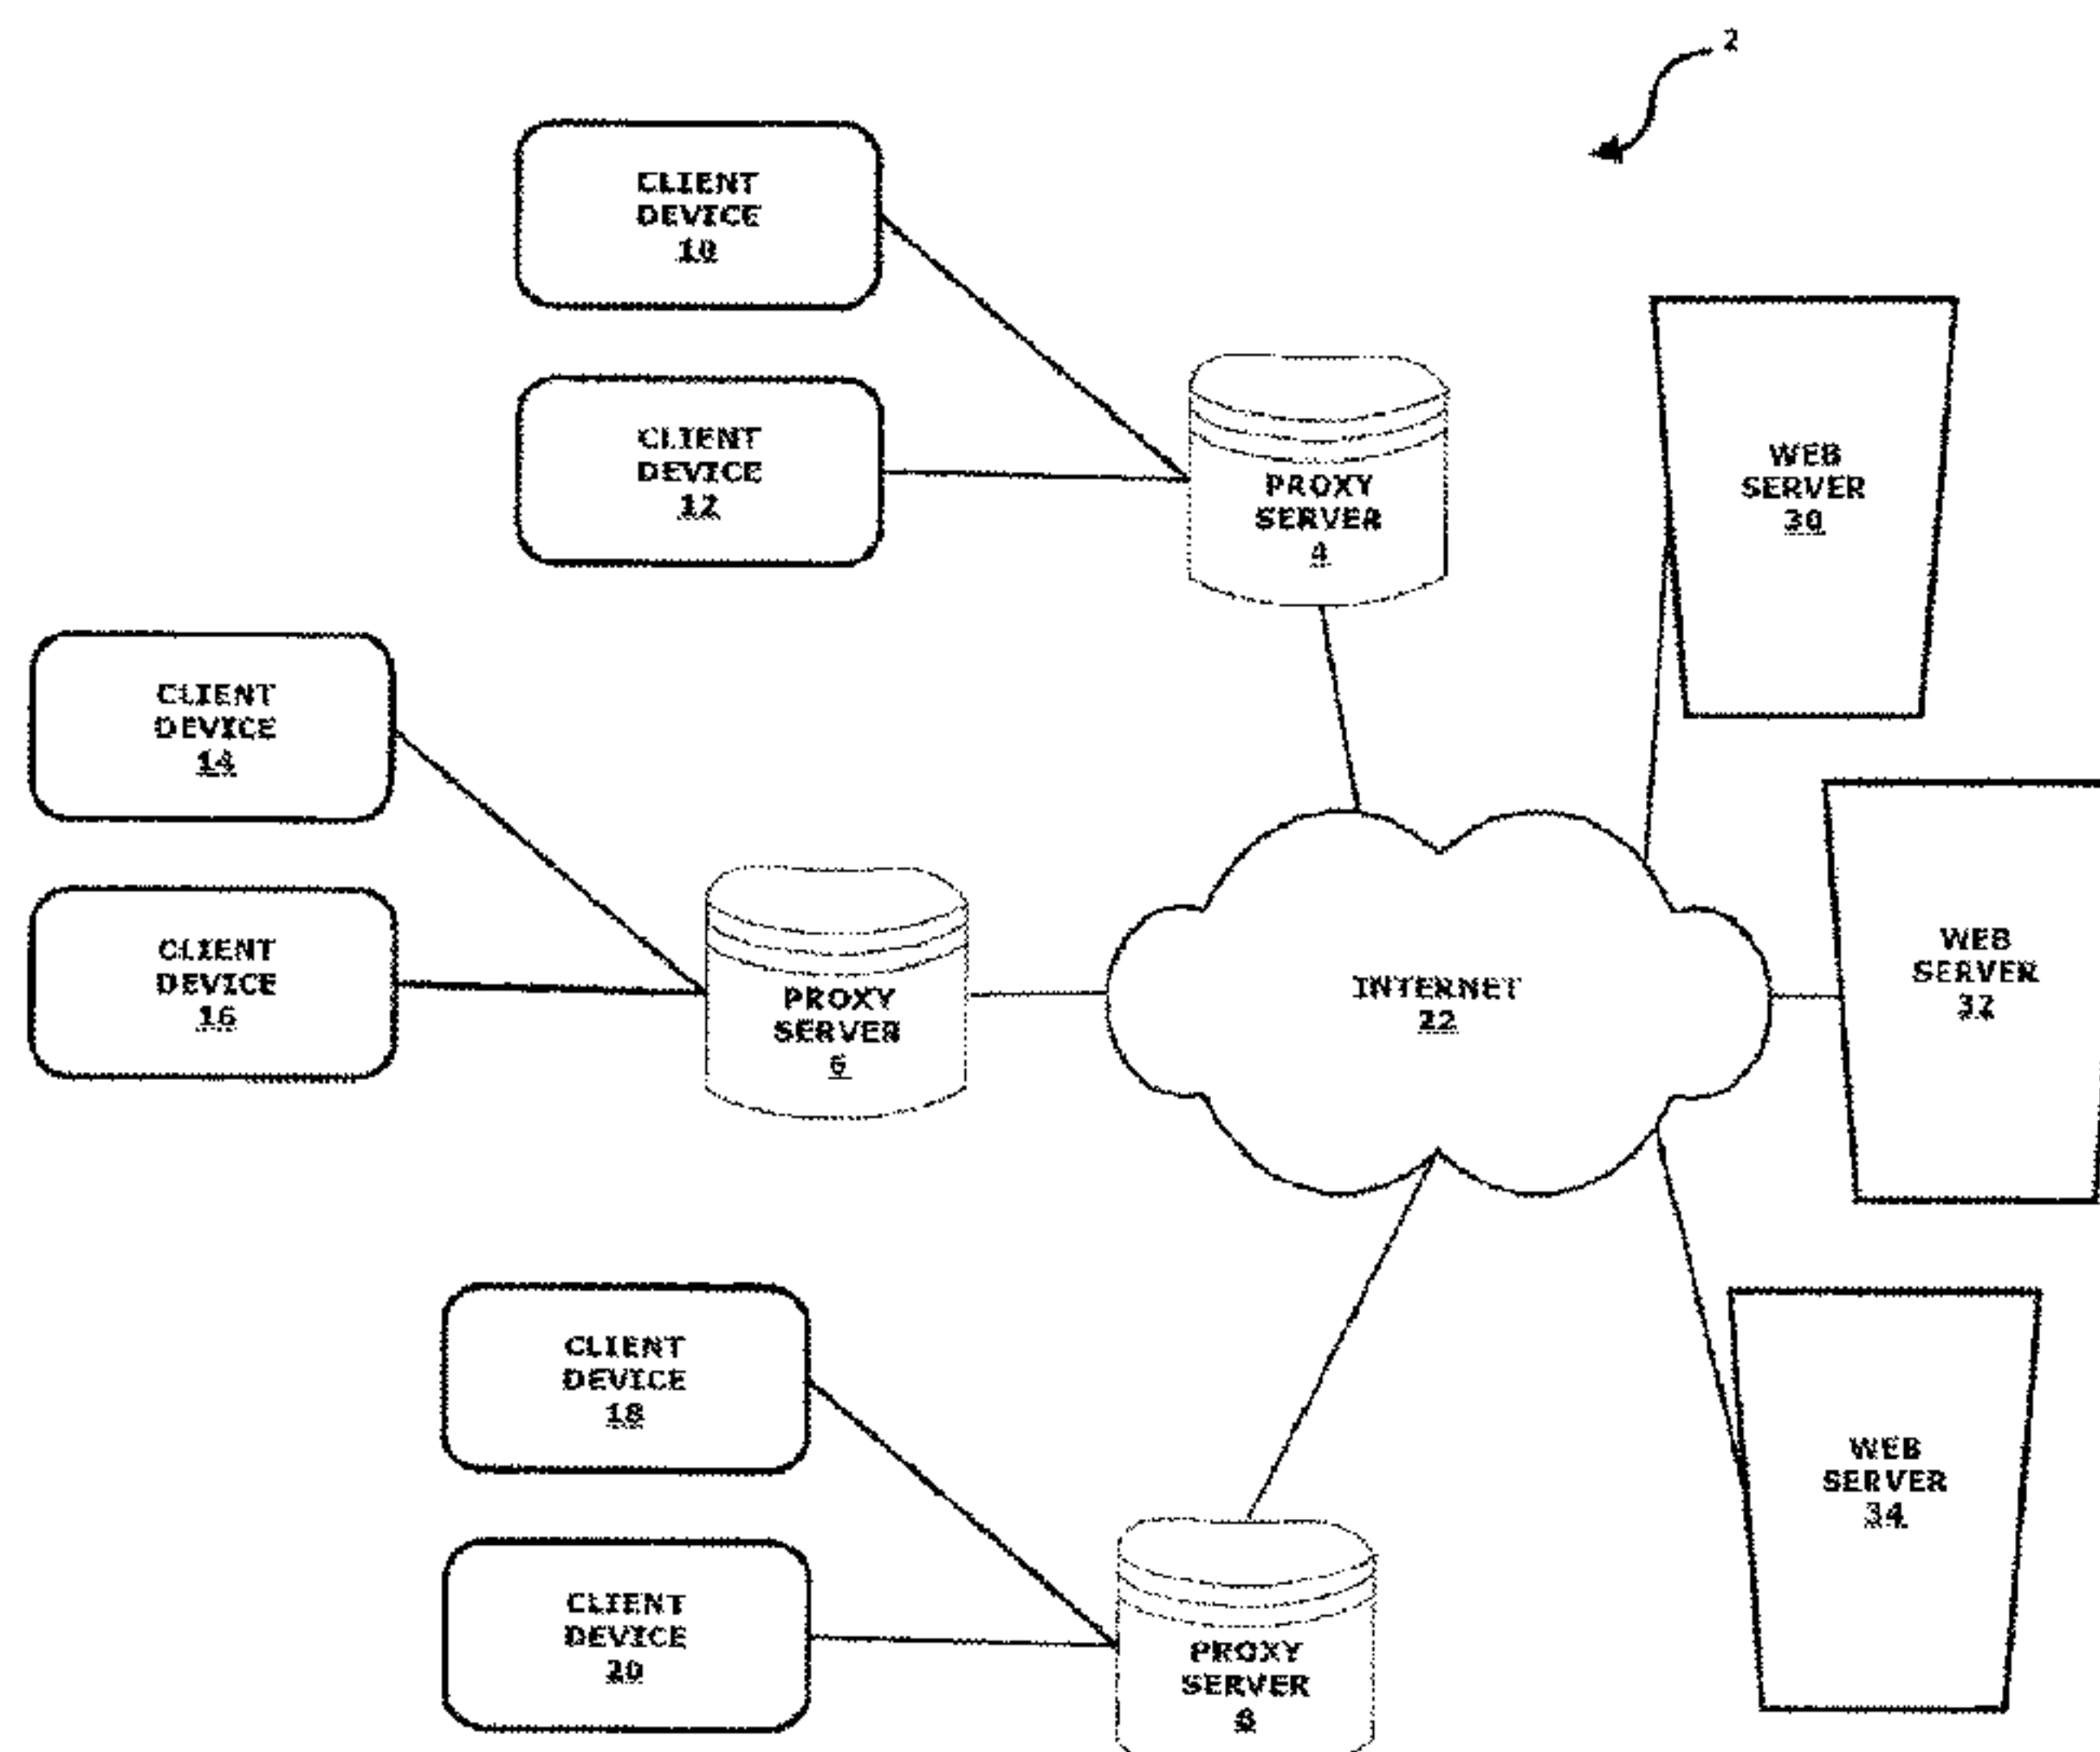 2
CLIENT
DEVICE
10
CLIENT
DEVICE
12
PROXY
SERVER
4
WEB
SERVER
30
CLIENT
DEVICE
14
CLIENT
DEVICE
16
PROXY
SERVER
6
INTERNET
22
WEB
SERVER
32
CLIENT
DEVICE
18
CLIENT
DEVICE
20
PROXY
SERVER
8
WEB
SERVER
34